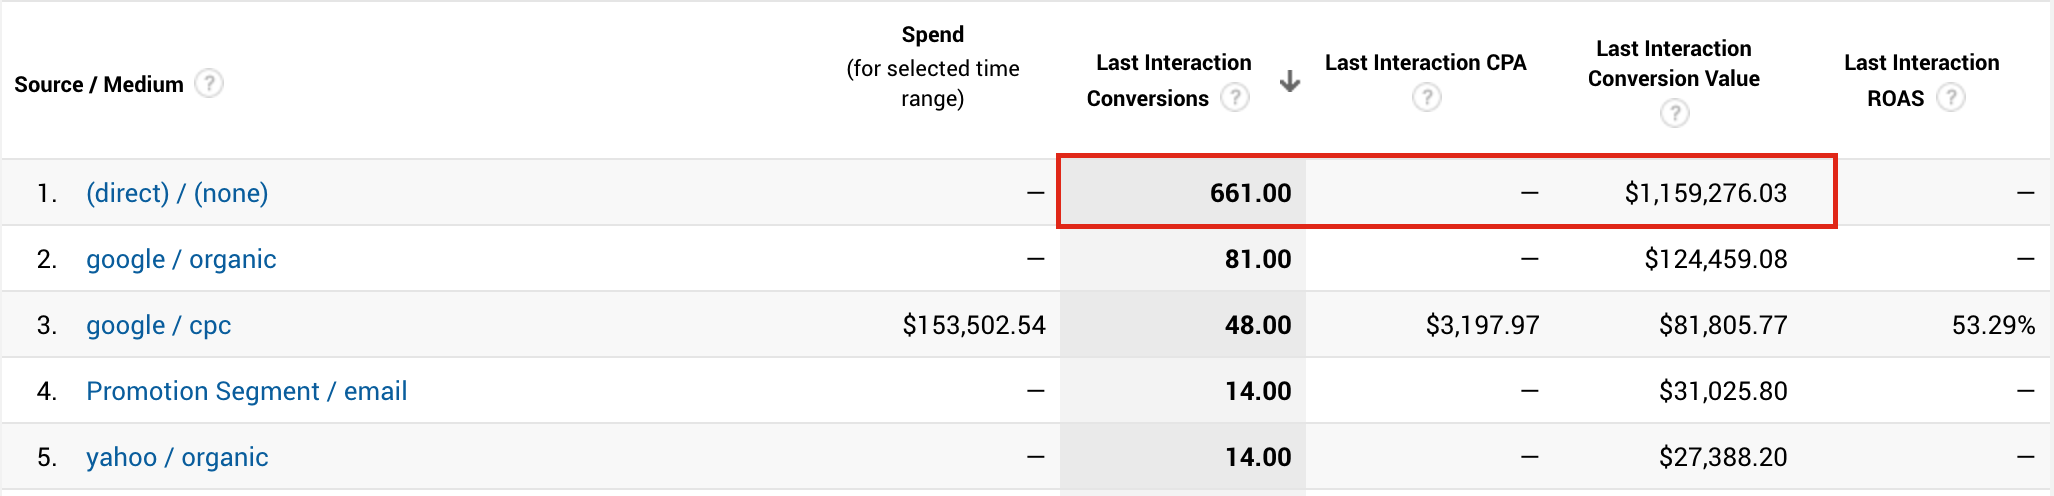 Source / Medium ?
Spend
(for selected time
range)
Last Interaction
Conversions ?
Last Interaction CPA
?
Last Interaction
Conversion Value
?
Last Interaction
ROAS ?
1. (direct) / (none) — 661.00 — $1,159,276.03 —
2. google / organic — 81.00 — $124,459.08 —
3. google / cpc $153,502.54 48.00 $3,197.97 $81,805.77 53.29%
4. Promotion Segment / email — 14.00 — $31,025.80 —
5. yahoo / organic — 14.00 — $27,388.20 —